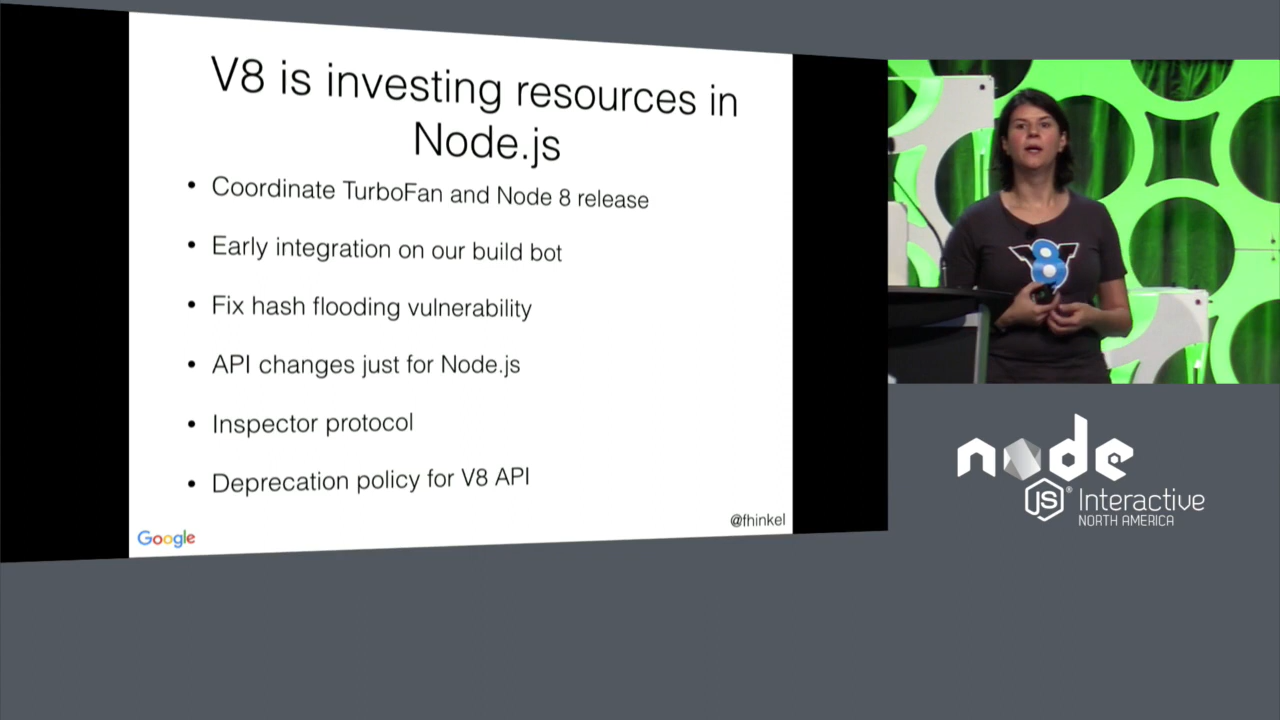 V8 is investing resources in
Node.js
• Coordinate TurboFan and Node 8 release
• Early integration on our build bot
• Fix hash flooding vulnerability
• API changes just for Node.js
• Inspector protocol
• Deprecation policy for V8 API
Google
@fhinkel
8
node
JS® Interactive
NORTH AMERICA